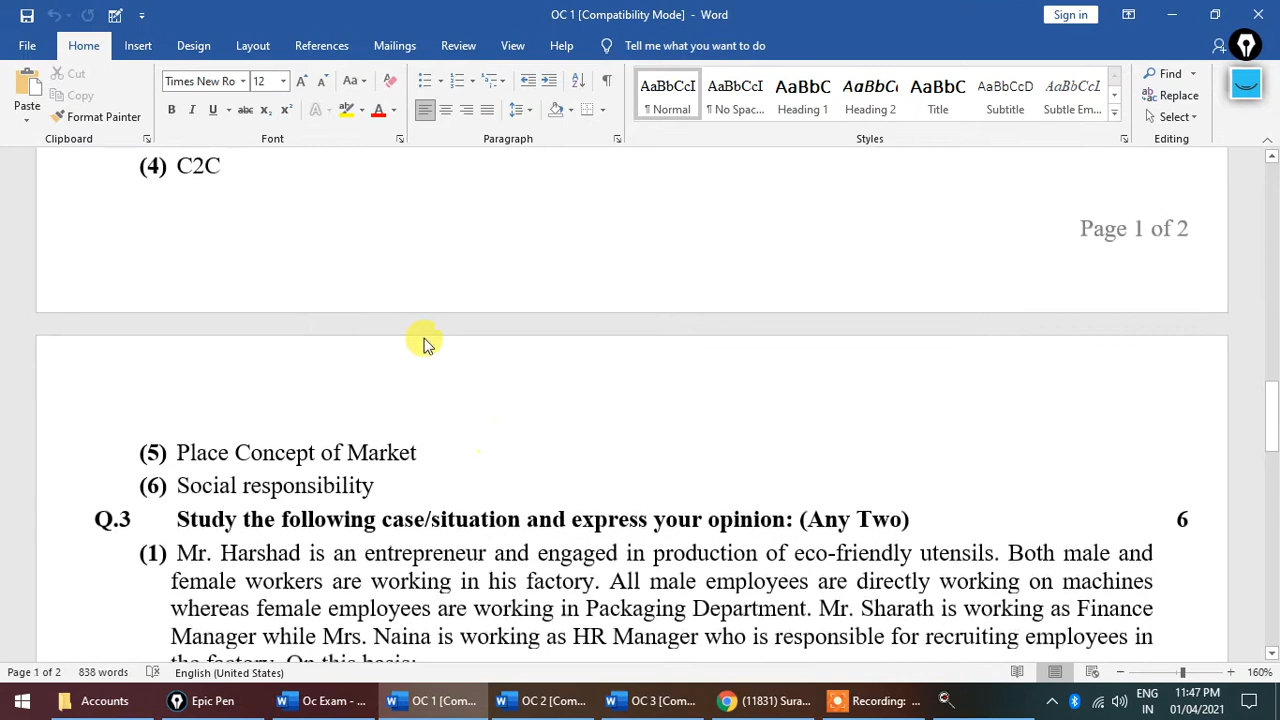 OC 1 [Compatibility Mode] - Word
Sign in
File Home Insert Design Layout References Mailings Review View Help Tell me what you want to do
Paste
Cut
Copy
Format Painter
Clipboard
Times New Ro 12
Font
Paragraph
AaBbCcI AaBbCcI AaBbC AaBbCc AaBbC AaBbCcD AaBbCcI
¶ Normal ¶ No Spac... Heading 1 Heading 2 Title Subtitle Subtle Em...
Styles
Find
Replace
Select
Editing
(4) C2C
Page 1 of 2
(5) Place Concept of Market
(6) Social responsibility
Q.3 Study the following case/situation and express your opinion: (Any Two) 6
(1) Mr. Harshad is an entrepreneur and engaged in production of eco-friendly utensils. Both male and
female workers are working in his factory. All male employees are directly working on machines
whereas female employees are working in Packaging Department. Mr. Sharath is working as Finance
Manager while Mrs. Naina is working as HR Manager who is responsible for recruiting employees in
the factory. On this basis:
Page 1 of 2 838 words English (United States) 160%
Accounts Epic Pen Oc Exam - ... OC 1 [Com... OC 2 [Com... OC 3 [Com... (11831) Sura... Recording: ...
ENG
IN
11:47 PM
01/04/2021